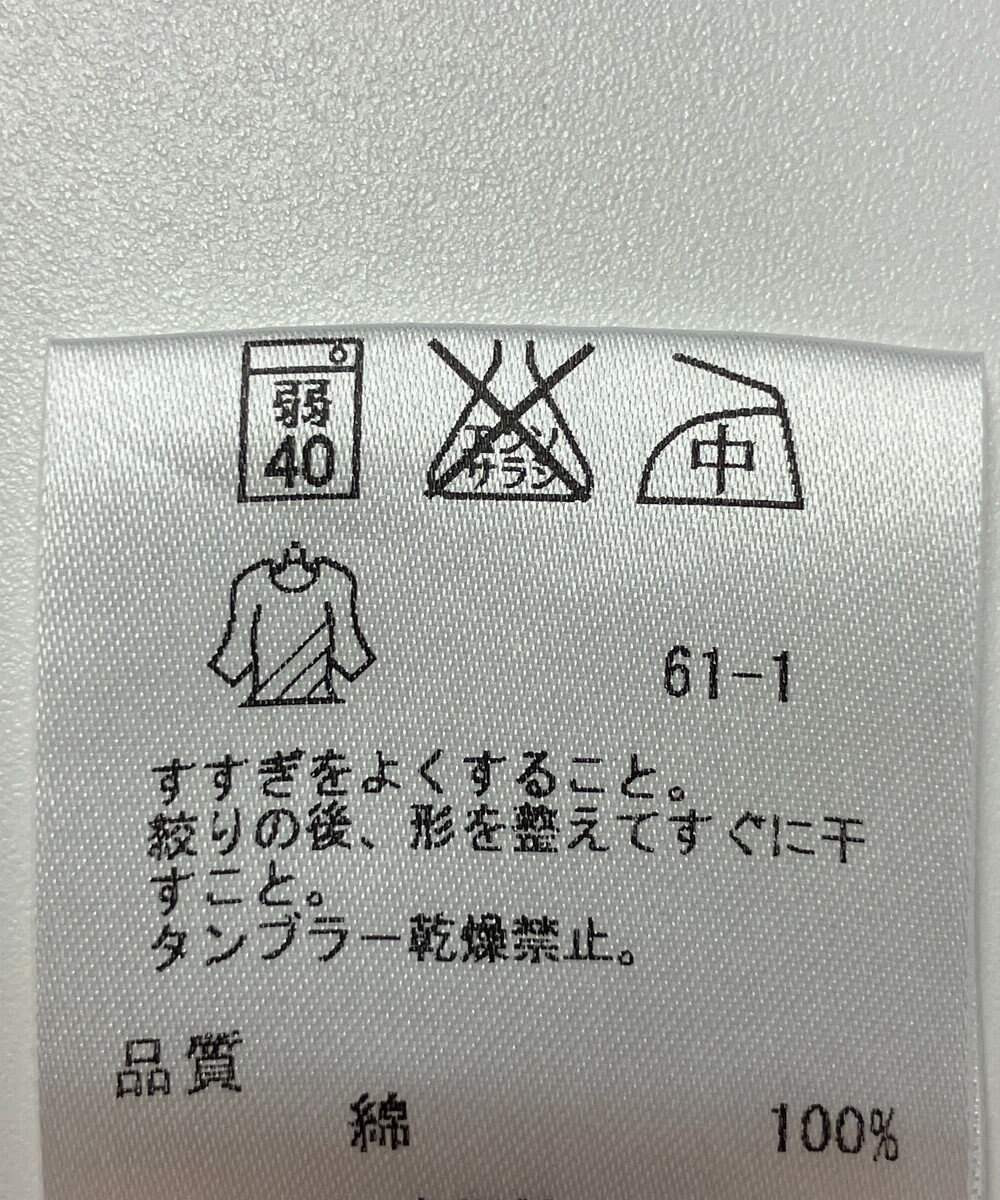 弱
40
エンソ
サラシ
中
61-1
すすぎをよくすること。
絞りの後、形を整えてすぐに干
すこと。
タンブラー乾燥禁止。
品質
綿 100%